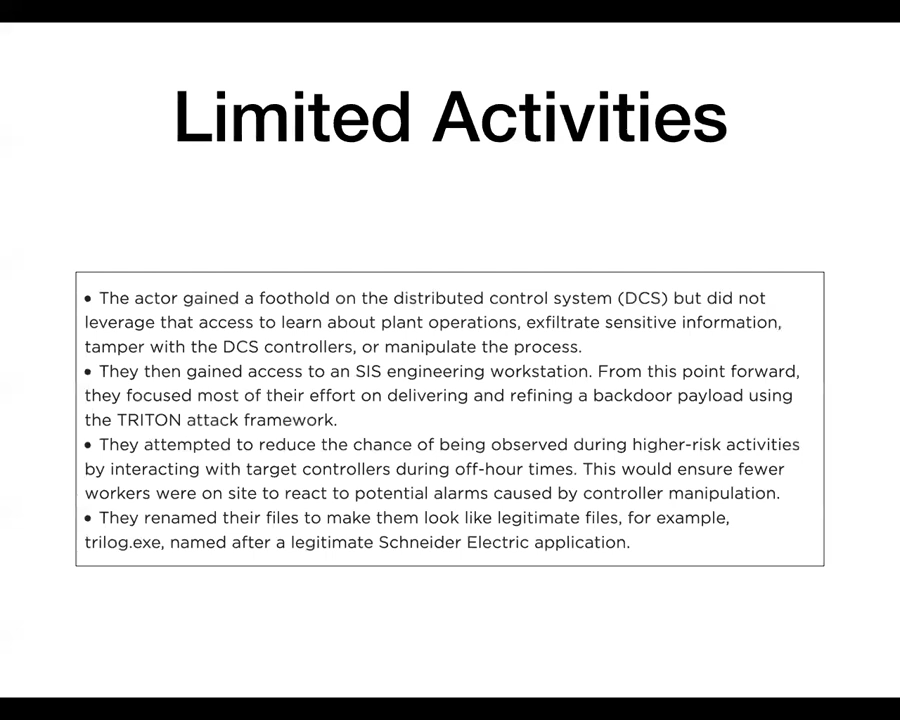 Limited Activities
• The actor gained a foothold on the distributed control system (DCS) but did not
leverage that access to learn about plant operations, exfiltrate sensitive information,
tamper with the DCS controllers, or manipulate the process.
• They then gained access to an SIS engineering workstation. From this point forward,
they focused most of their effort on delivering and refining a backdoor payload using
the TRITON attack framework.
• They attempted to reduce the chance of being observed during higher-risk activities
by interacting with target controllers during off-hour times. This would ensure fewer
workers were on site to react to potential alarms caused by controller manipulation.
• They renamed their files to make them look like legitimate files, for example,
trilog.exe, named after a legitimate Schneider Electric application.